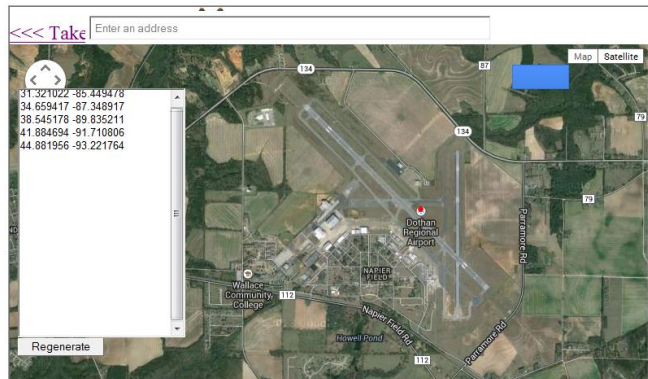 <<< Take
Enter an address
Map Satellite
31.321022 -85.449478
34.659417 -87.348917
38.545178 -89.835211
41.884694 -91.710806
44.881956 -93.221764
Regenerate
134
87
79
134
79
Dothan
Regional
Airport
Parramore Rd
NAPIER
FIELD
Wallace
Community
College
112
Napier Field Rd
Howell Pond
Parramore Rd
112